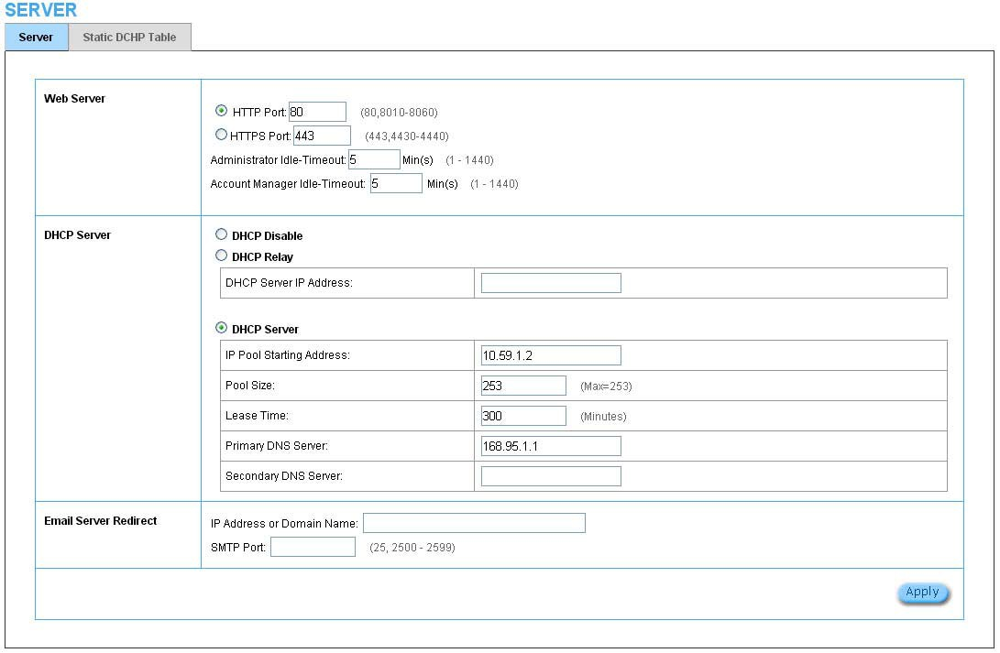 SERVER
Server Static DCHP Table
Web Server
HTTP Port: 80 (80,8010-8060)
HTTPS Port: 443 (443,4430-4440)
Administrator Idle-Timeout: 5 Min(s) (1 - 1440)
Account Manager Idle-Timeout: 5 Min(s) (1 - 1440)
DHCP Server
DHCP Disable
DHCP Relay
DHCP Server IP Address:
DHCP Server
IP Pool Starting Address: 10.59.1.2
Pool Size: 253 (Max=253)
Lease Time: 300 (Minutes)
Primary DNS Server: 168.95.1.1
Secondary DNS Server:
Email Server Redirect
IP Address or Domain Name:
SMTP Port: (25, 2500 - 2599)
Apply